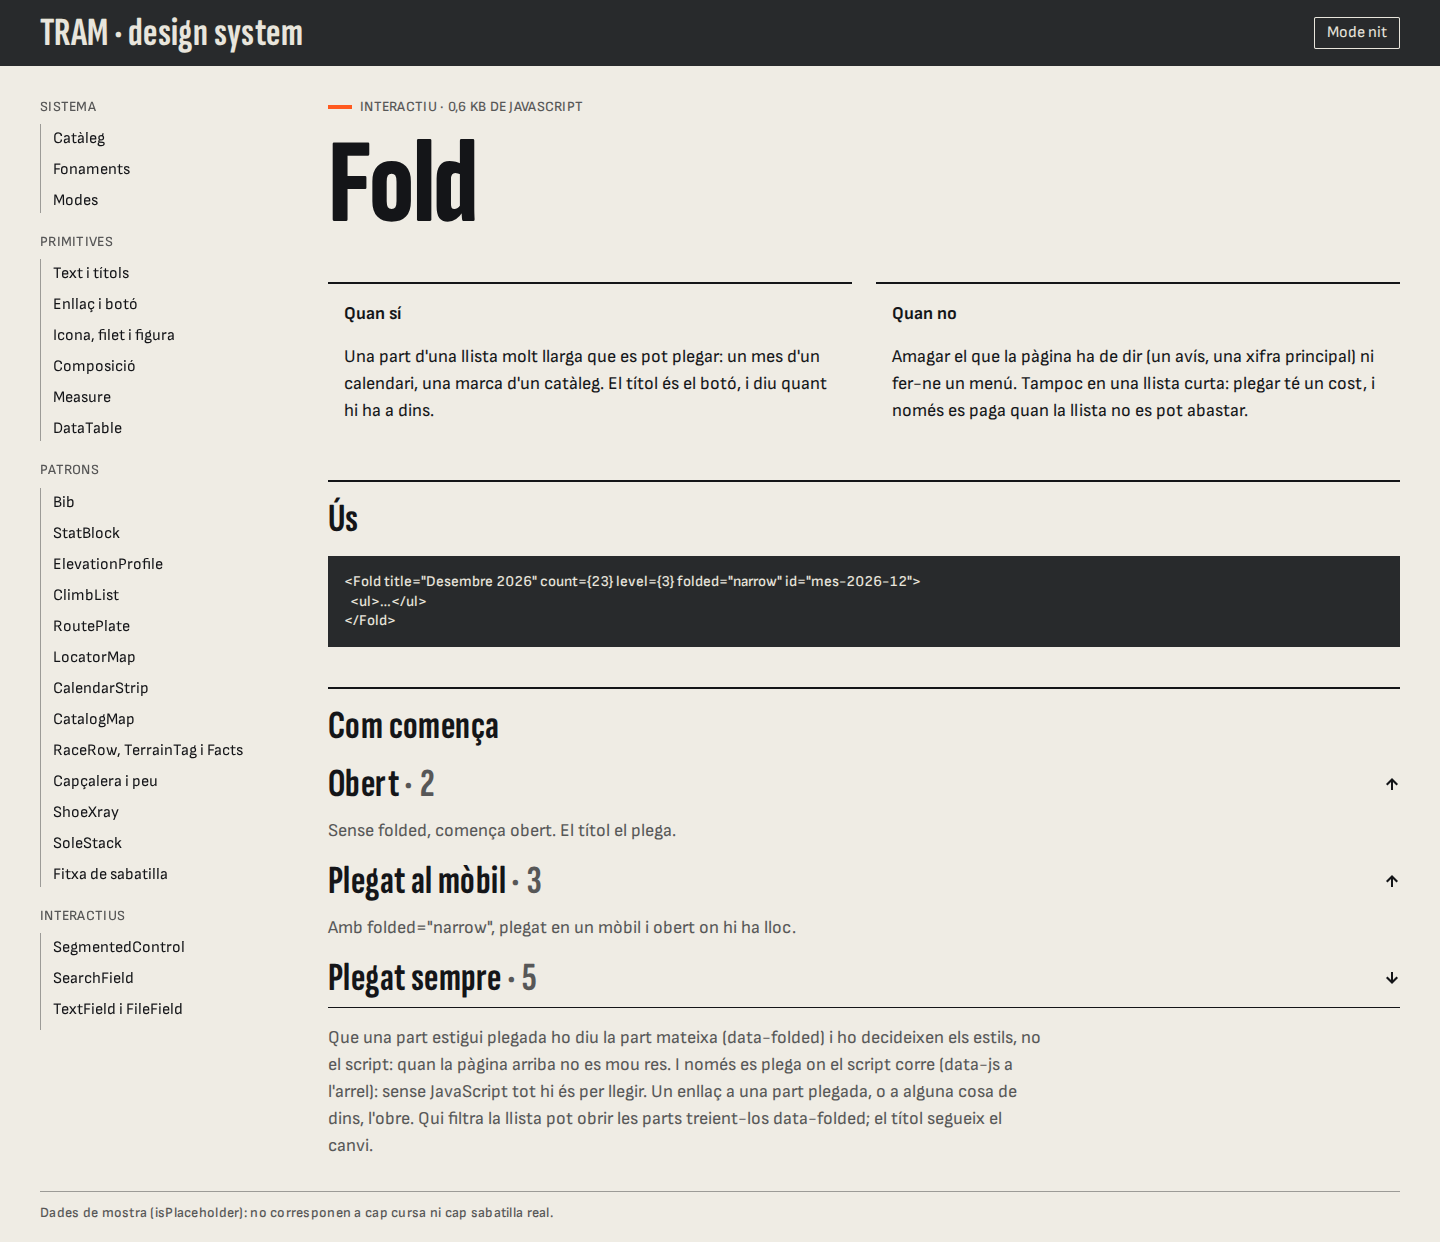 TRAM · design system
Mode nit
SISTEMA
Catàleg
Fonaments
Modes
PRIMITIVES
Text i títols
Enllaç i botó
Icona, filet i figura
Composició
Measure
DataTable
PATRONS
Bib
StatBlock
ElevationProfile
ClimbList
RoutePlate
LocatorMap
CalendarStrip
CatalogMap
RaceRow, TerrainTag i Facts
Capçalera i peu
ShoeXray
SoleStack
Fitxa de sabatilla
INTERACTIUS
SegmentedControl
SearchField
TextField i FileField
INTERACTIU · 0,6 KB DE JAVASCRIPT
Fold
Quan sí
Una part d'una llista molt llarga que es pot plegar: un mes d'un
calendari, una marca d'un catàleg. El títol és el botó, i diu quant
hi ha a dins.
Quan no
Amagar el que la pàgina ha de dir (un avís, una xifra principal) ni
fer-ne un menú. Tampoc en una llista curta: plegar té un cost, i
només es paga quan la llista no es pot abastar.
Ús
<Fold title="Desembre 2026" count={23} level={3} folded="narrow" id="mes-2026-12">
<ul>…</ul>
</Fold>
Com comença
Obert · 2
Sense folded, comença obert. El títol el plega.
Plegat al mòbil · 3
Amb folded="narrow", plegat en un mòbil i obert on hi ha lloc.
Plegat sempre · 5
Que una part estigui plegada ho diu la part mateixa (data-folded) i ho decideixen els estils, no
el script: quan la pàgina arriba no es mou res. I només es plega on el script corre (data-js a
l'arrel): sense JavaScript tot hi és per llegir. Un enllaç a una part plegada, o a alguna cosa de
dins, l'obre. Qui filtra la llista pot obrir les parts treient-los data-folded; el títol segueix el
canvi.
Dades de mostra (isPlaceholder): no corresponen a cap cursa ni cap sabatilla real.